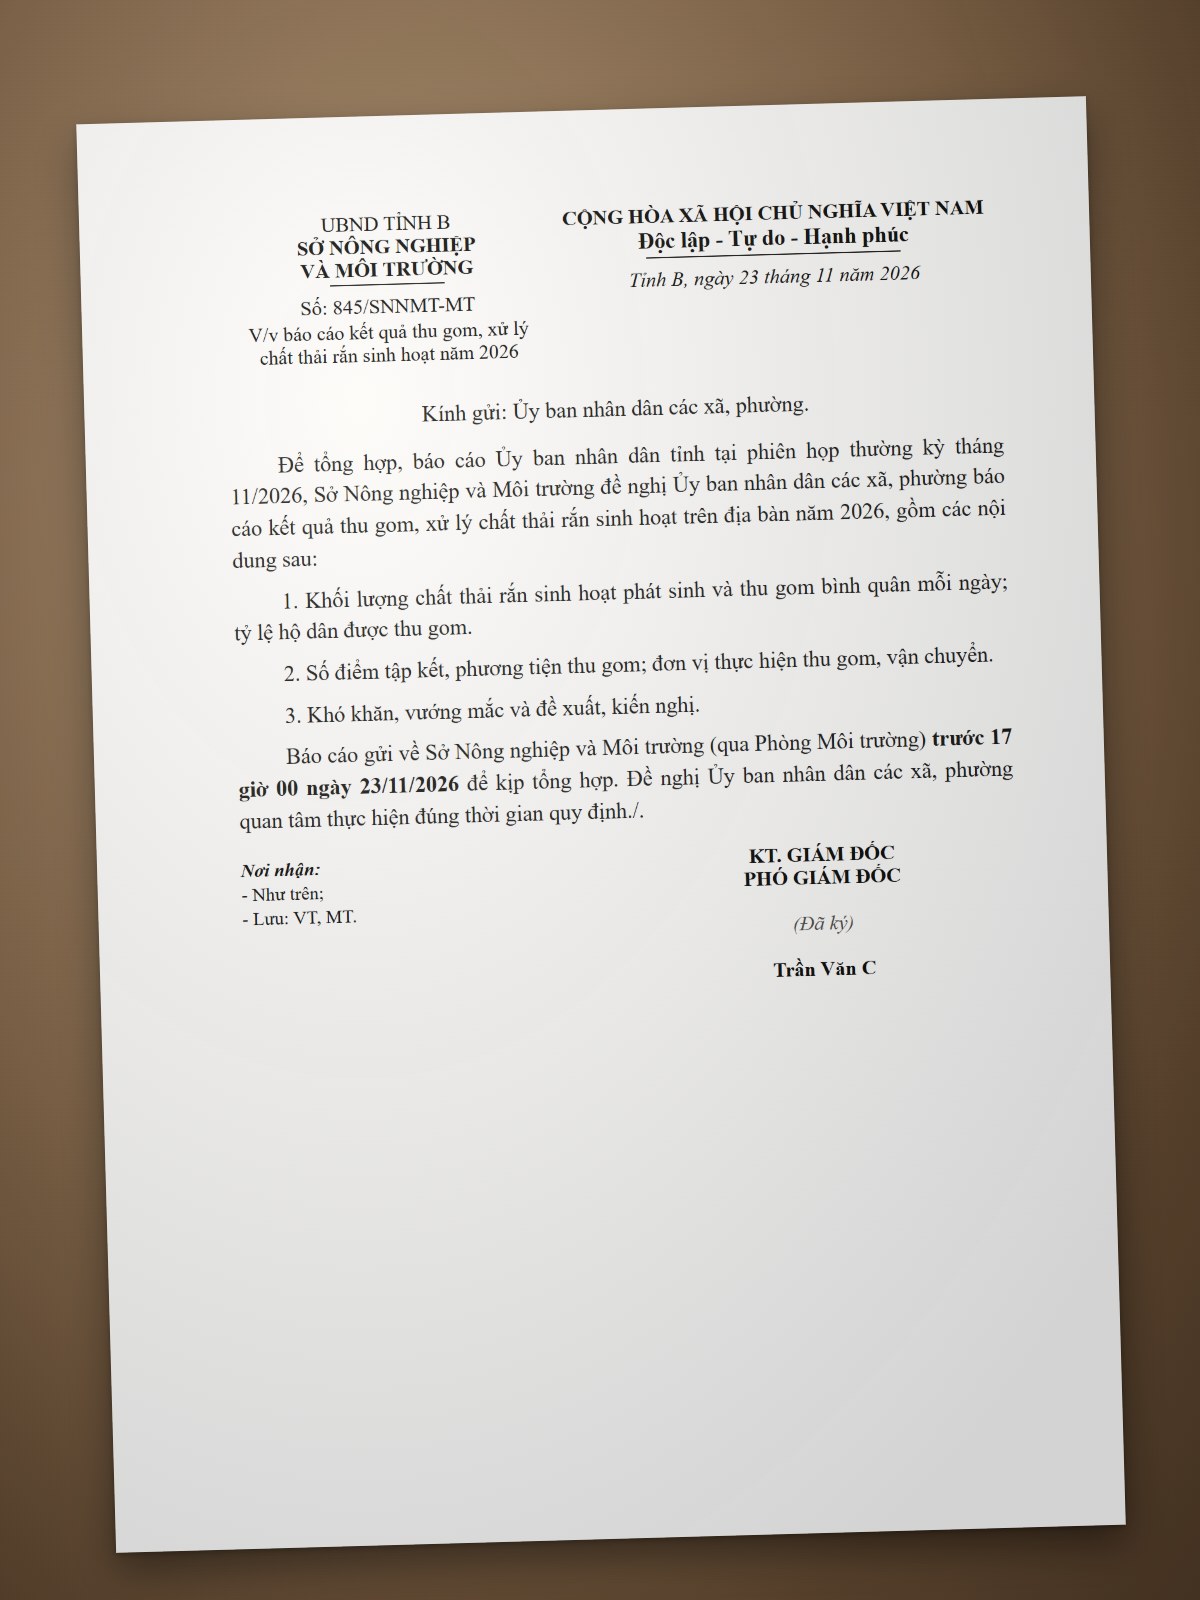 UBND TỈNH B
SỞ NÔNG NGHIỆP
VÀ MÔI TRƯỜNG
Số: 845/SNNMT-MT
V/v báo cáo kết quả thu gom, xử lý
chất thải rắn sinh hoạt năm 2026
CỘNG HÒA XÃ HỘI CHỦ NGHĨA VIỆT NAM
Độc lập - Tự do - Hạnh phúc
Tỉnh B, ngày 23 tháng 11 năm 2026
Kính gửi: Ủy ban nhân dân các xã, phường.
Để tổng hợp, báo cáo Ủy ban nhân dân tỉnh tại phiên họp thường kỳ tháng
11/2026, Sở Nông nghiệp và Môi trường đề nghị Ủy ban nhân dân các xã, phường báo
cáo kết quả thu gom, xử lý chất thải rắn sinh hoạt trên địa bàn năm 2026, gồm các nội
dung sau:
1. Khối lượng chất thải rắn sinh hoạt phát sinh và thu gom bình quân mỗi ngày;
tỷ lệ hộ dân được thu gom.
2. Số điểm tập kết, phương tiện thu gom; đơn vị thực hiện thu gom, vận chuyển.
3. Khó khăn, vướng mắc và đề xuất, kiến nghị.
Báo cáo gửi về Sở Nông nghiệp và Môi trường (qua Phòng Môi trường) trước 17
giờ 00 ngày 23/11/2026 để kịp tổng hợp. Đề nghị Ủy ban nhân dân các xã, phường
quan tâm thực hiện đúng thời gian quy định./.
Nơi nhận:
- Như trên;
- Lưu: VT, MT.
KT. GIÁM ĐỐC
PHÓ GIÁM ĐỐC
(Đã ký)
Trần Văn C